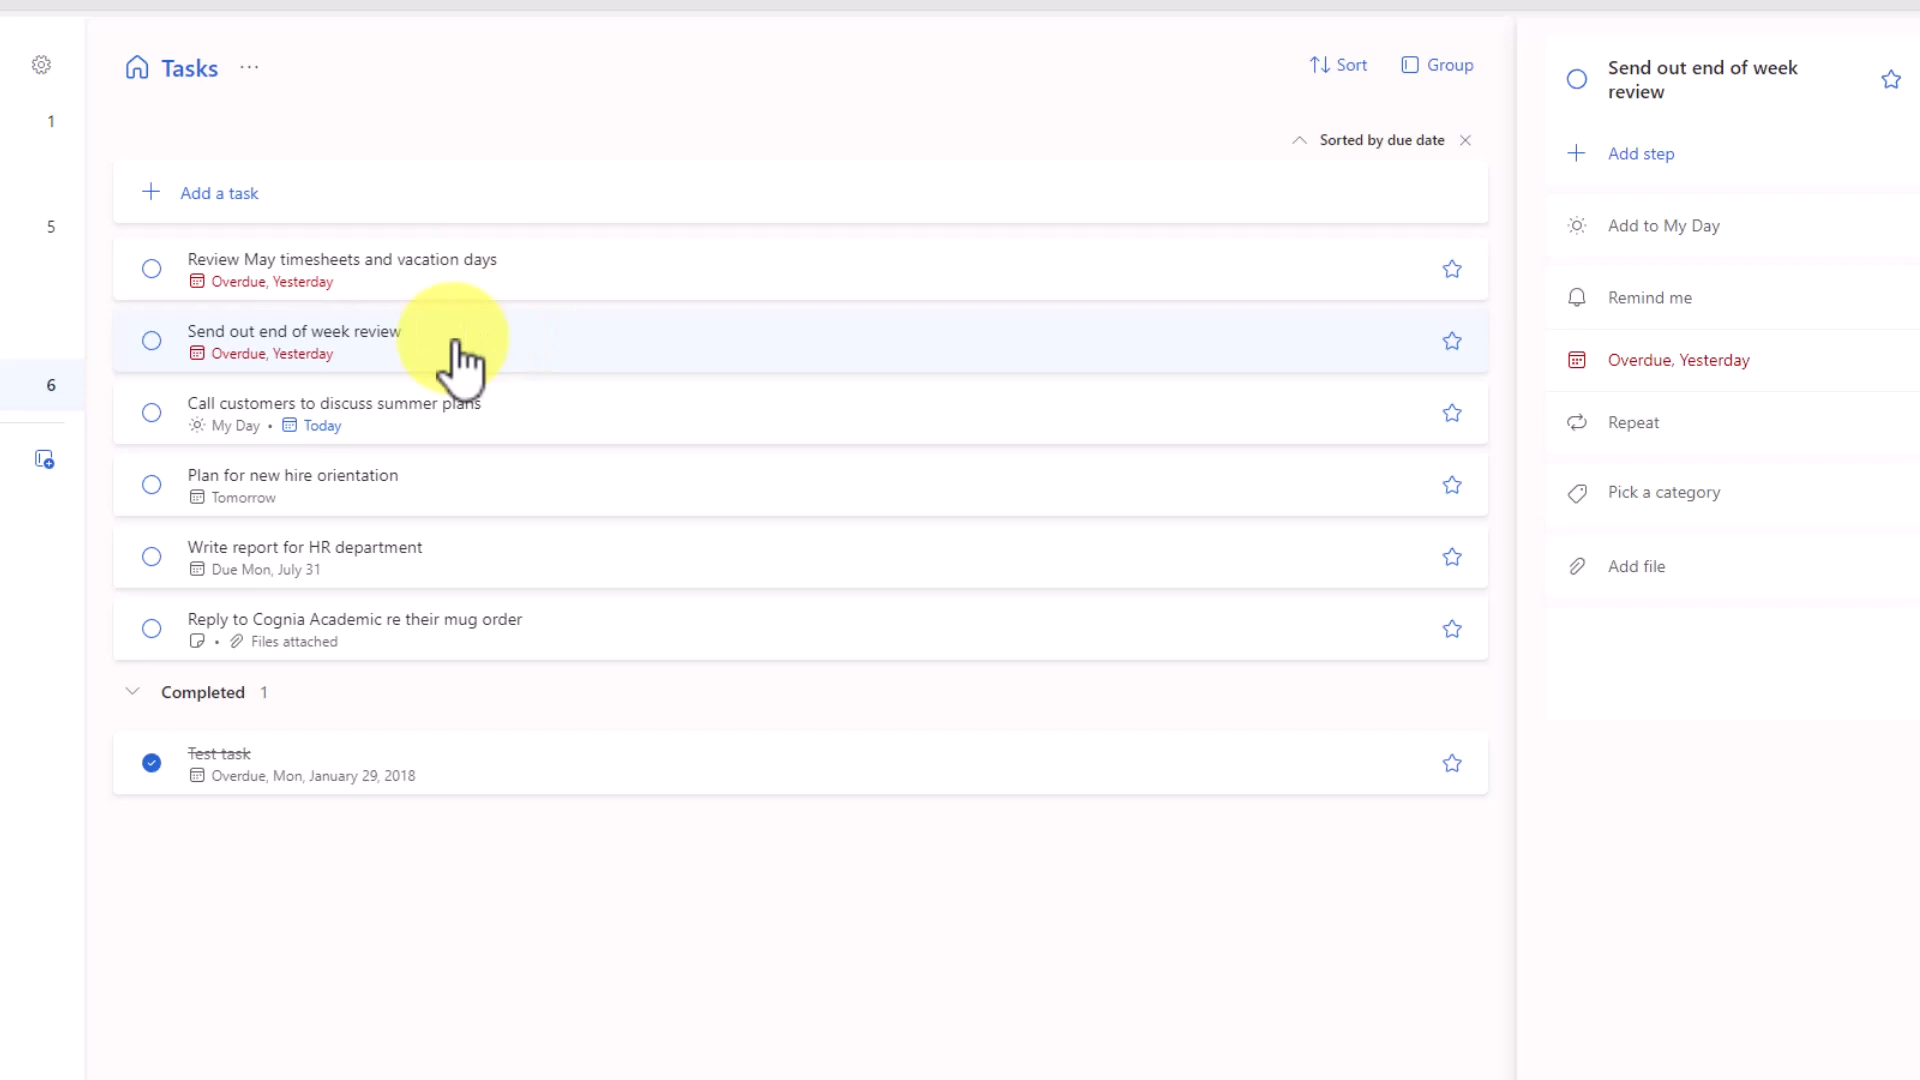 Tasks ...
Sort
Group
Sorted by due date
1
5
6
Add a task
Review May timesheets and vacation days
Overdue, Yesterday
Send out end of week review
Overdue, Yesterday
Call customers to discuss summer plans
My Day • Today
Plan for new hire orientation
Tomorrow
Write report for HR department
Due Mon, July 31
Reply to Cognia Academic re their mug order
• Files attached
Completed 1
Test task
Overdue, Mon, January 29, 2018
Send out end of week
review
Add step
Add to My Day
Remind me
Overdue, Yesterday
Repeat
Pick a category
Add file